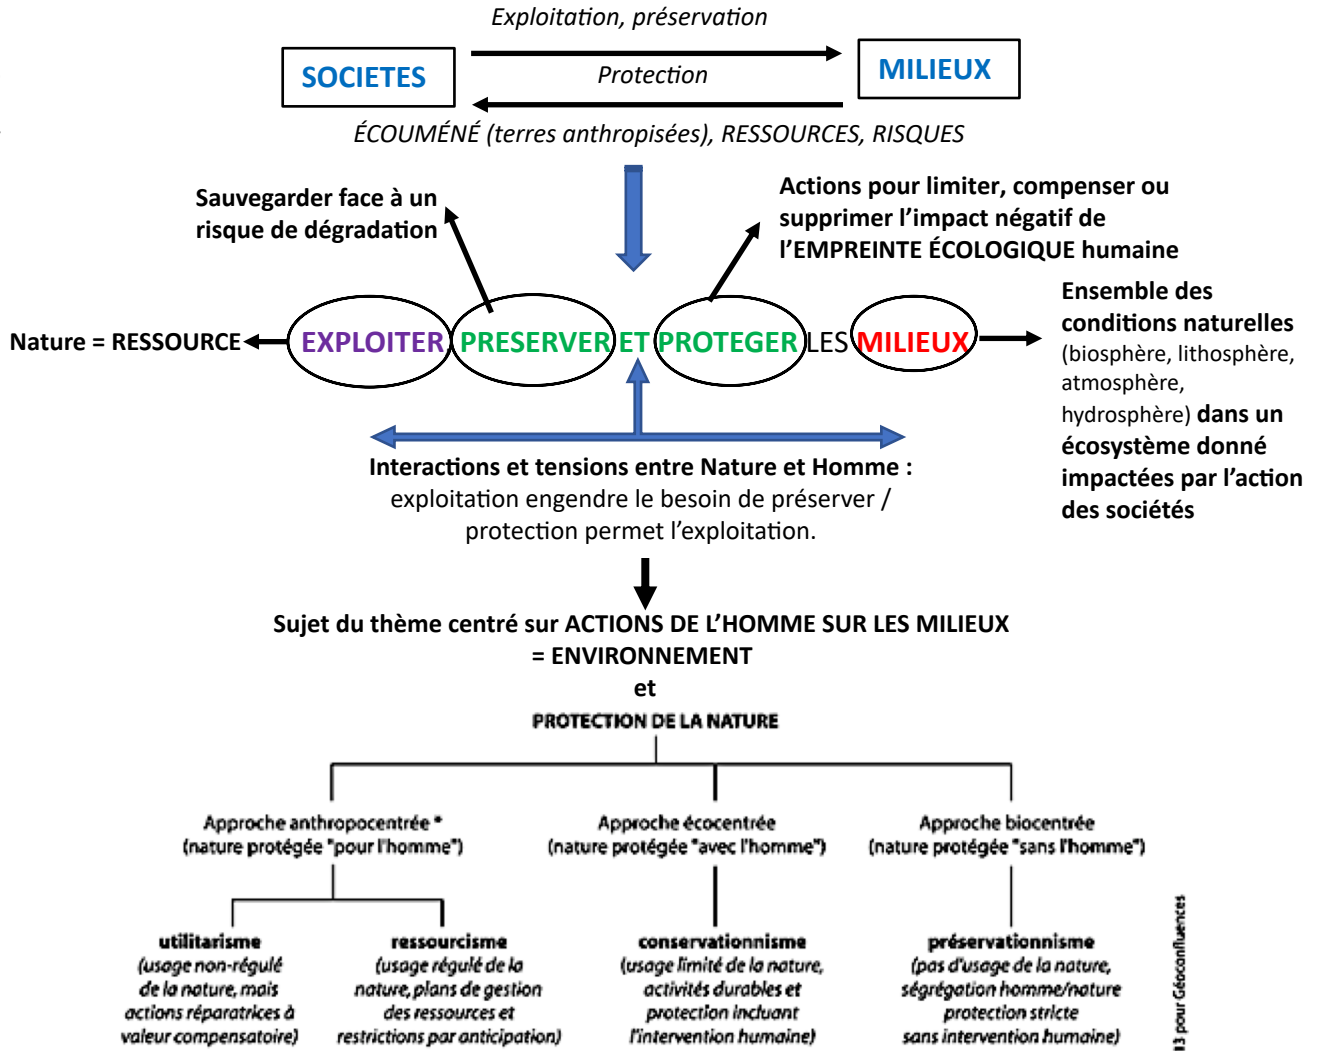 Exploitation, préservation
SOCIETES
Protection
MILIEUX
ÉCOUMÉNÉ (terres anthropisées), RESSOURCES, RISQUES
Sauvegarder face à un
risque de dégradation
Actions pour limiter, compenser ou
supprimer l’impact négatif de
l’EMPREINTE ÉCOLOGIQUE humaine
Nature = RESSOURCE
EXPLOITER PRESERVER ET PROTEGER LES MILIEUX
Ensemble des
conditions naturelles
(biosphère, lithosphère,
atmosphère,
hydrosphère) dans un
écosystème donné
impactées par l’action
des sociétés
Interactions et tensions entre Nature et Homme :
exploitation engendre le besoin de préserver /
protection permet l’exploitation.
Sujet du thème centré sur ACTIONS DE L’HOMME SUR LES MILIEUX
= ENVIRONNEMENT
et
PROTECTION DE LA NATURE
Approche anthropocentrée *
(nature protégée "pour l'homme")
Approche écocentrée
(nature protégée "avec l'homme")
Approche biocentrée
(nature protégée "sans l'homme")
utilitarisme
(usage non-régulé
de la nature, mais
actions réparatrices à
valeur compensatoire)
ressourcisme
(usage régulé de la
nature, plans de gestion
des ressources et
restrictions par anticipation)
conservationnisme
(usage limité de la nature,
activités durables et
protection incluant
l'intervention humaine)
préservationnisme
(pas d'usage de la nature,
ségrégation homme/nature
protection stricte
sans intervention humaine)
13 pour Géoconfluences